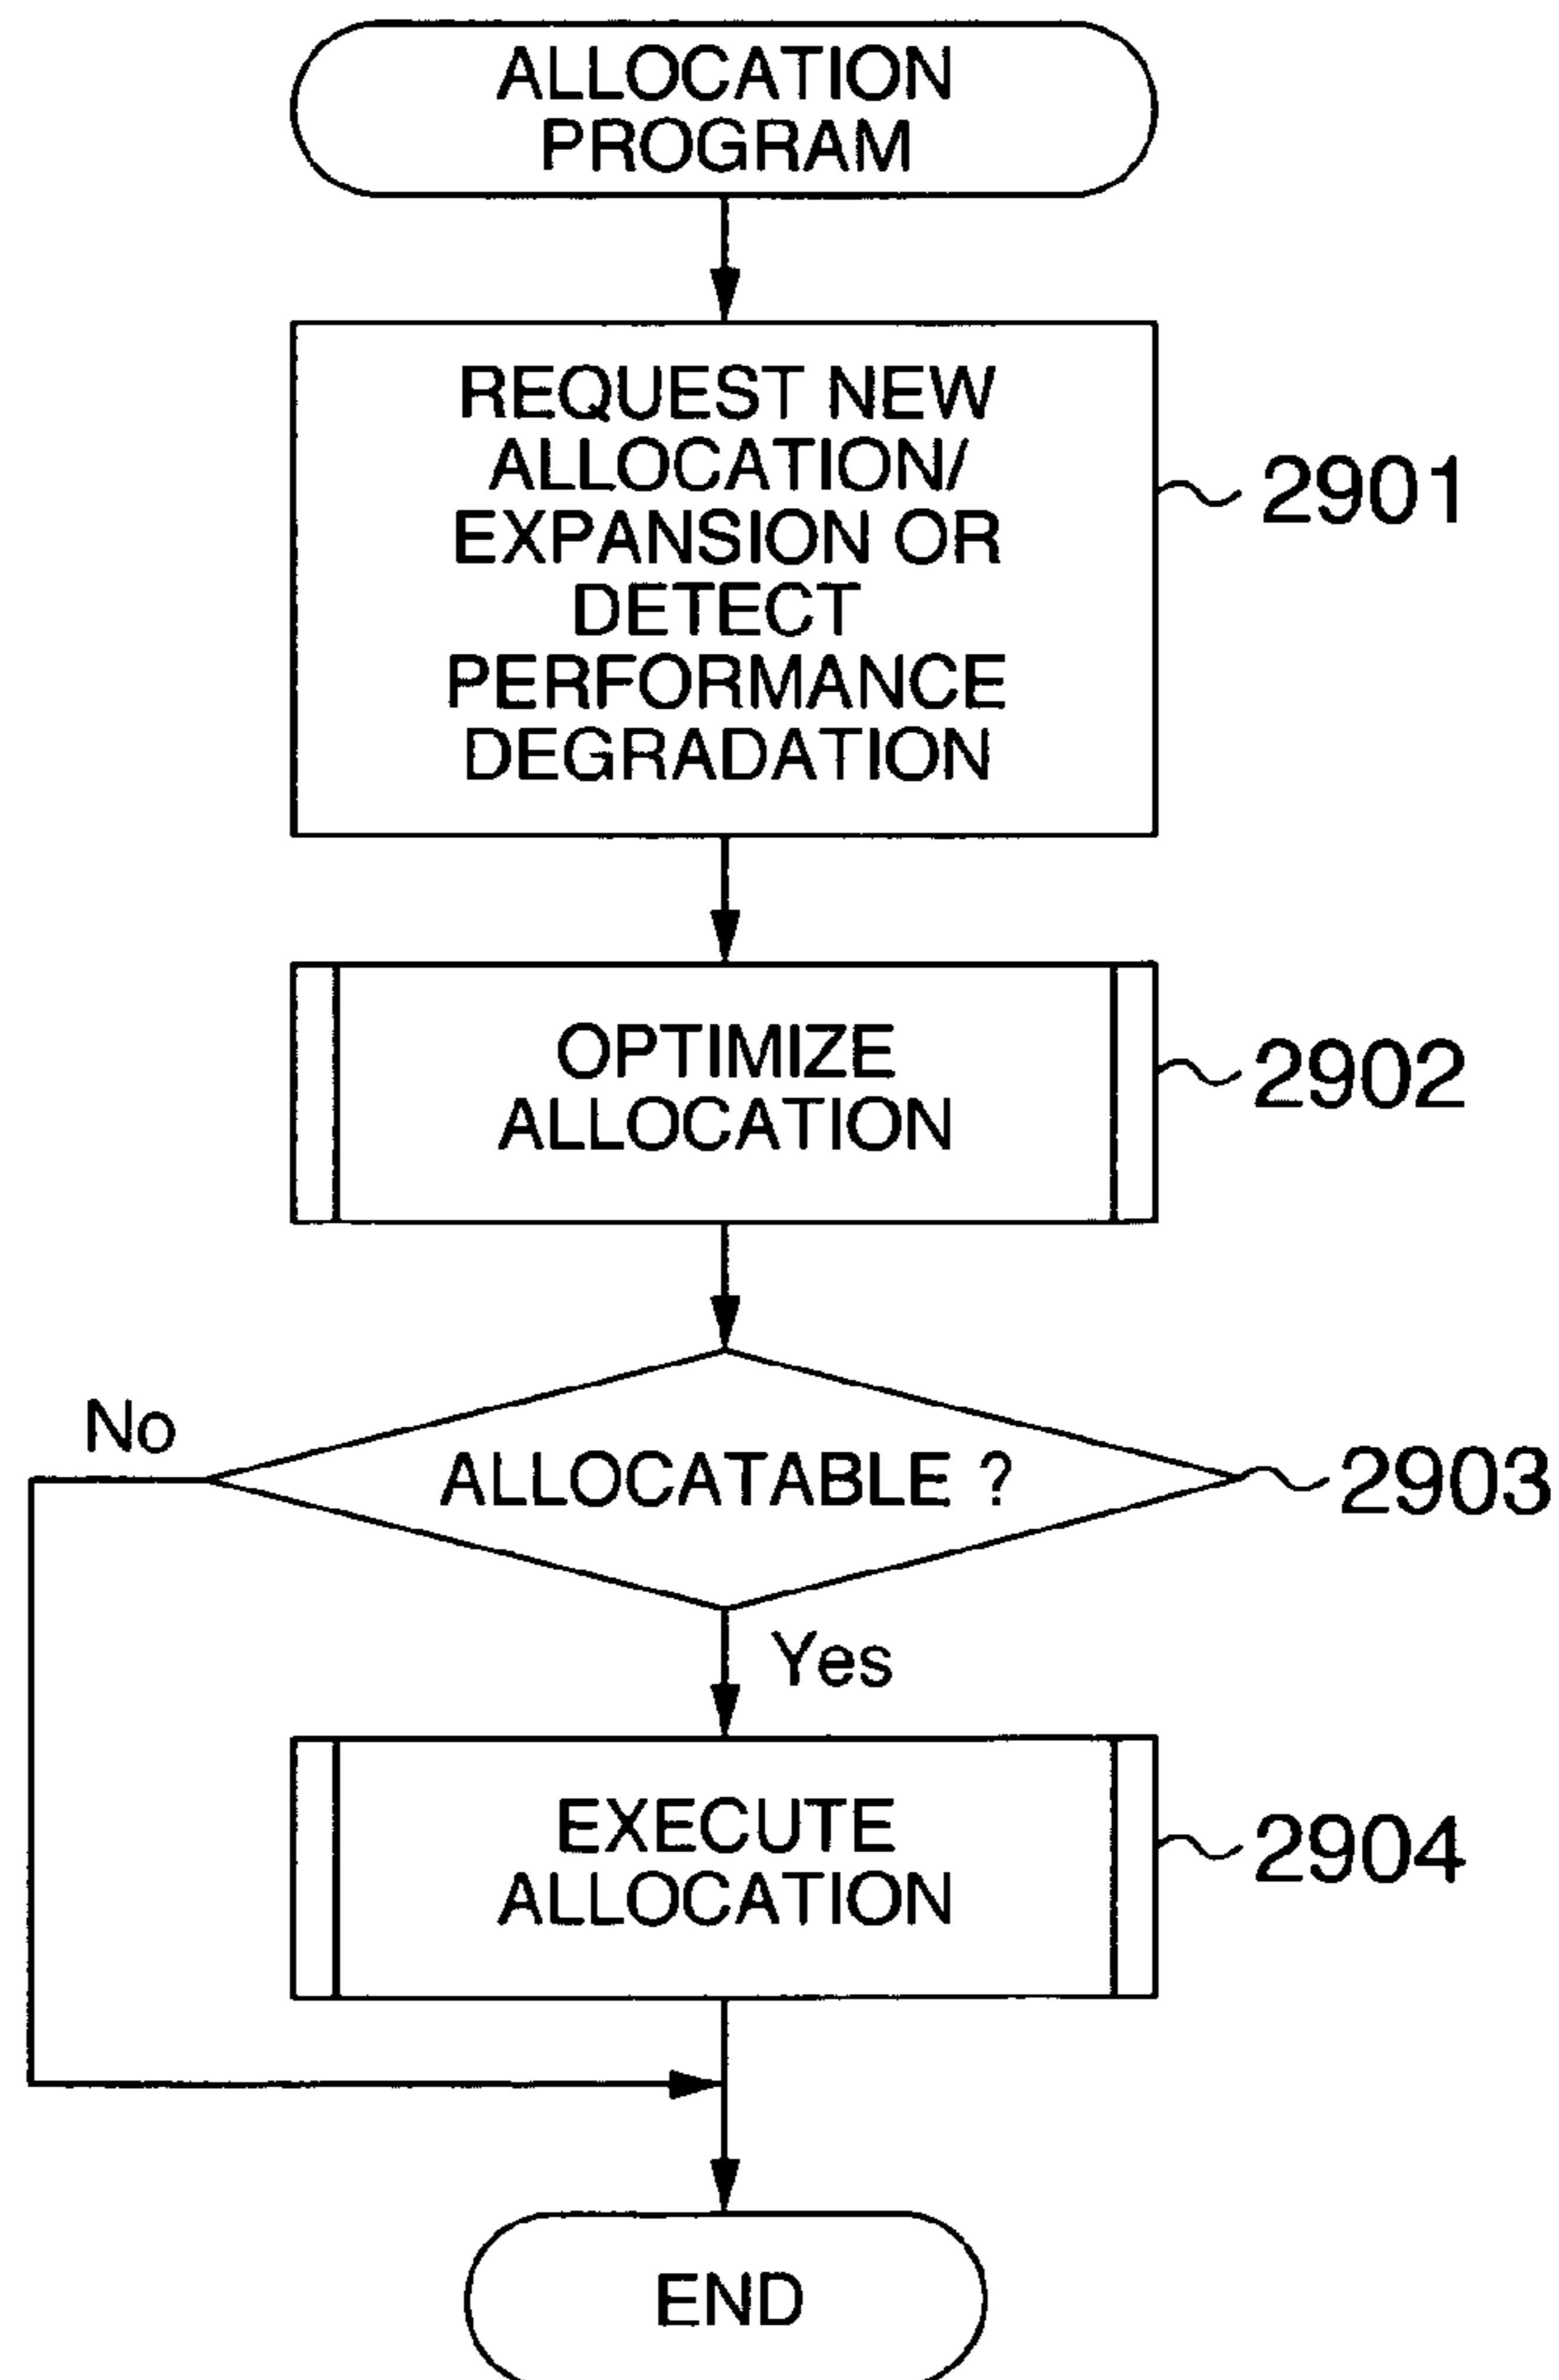 ALLOCATION
PROGRAM
REQUEST NEW
ALLOCATION/
EXPANSION OR
DETECT
PERFORMANCE
DEGRADATION
2901
OPTIMIZE
ALLOCATION
2902
No
ALLOCATABLE ?
2903
Yes
EXECUTE
ALLOCATION
2904
END